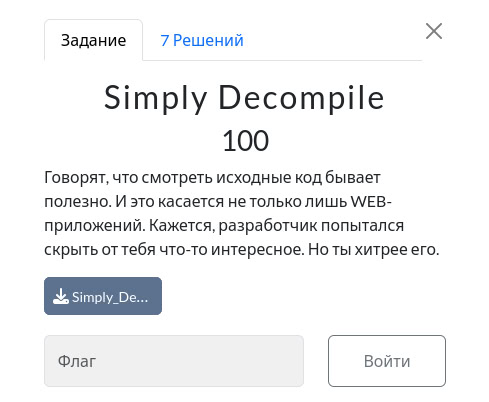 Задание
7 Решений
Simply Decompile
100
Говорят, что смотреть исходные код бывает
полезно. И это касается не только лишь WEB-
приложений. Кажется, разработчик попытался
скрыть от тебя что-то интересное. Но ты хитрее его.
Simply_De...
Флаг
Войти